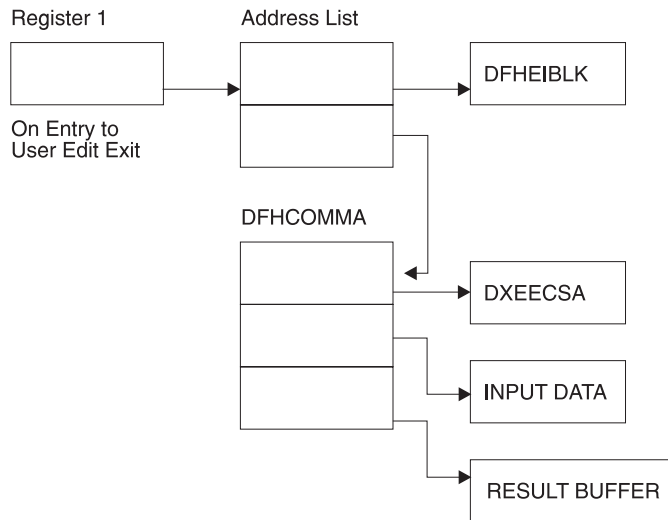 Register 1
Address List
DFHEIBLK
On Entry to
User Edit Exit
DFHCOMMA
DXEECSA
INPUT DATA
RESULT BUFFER